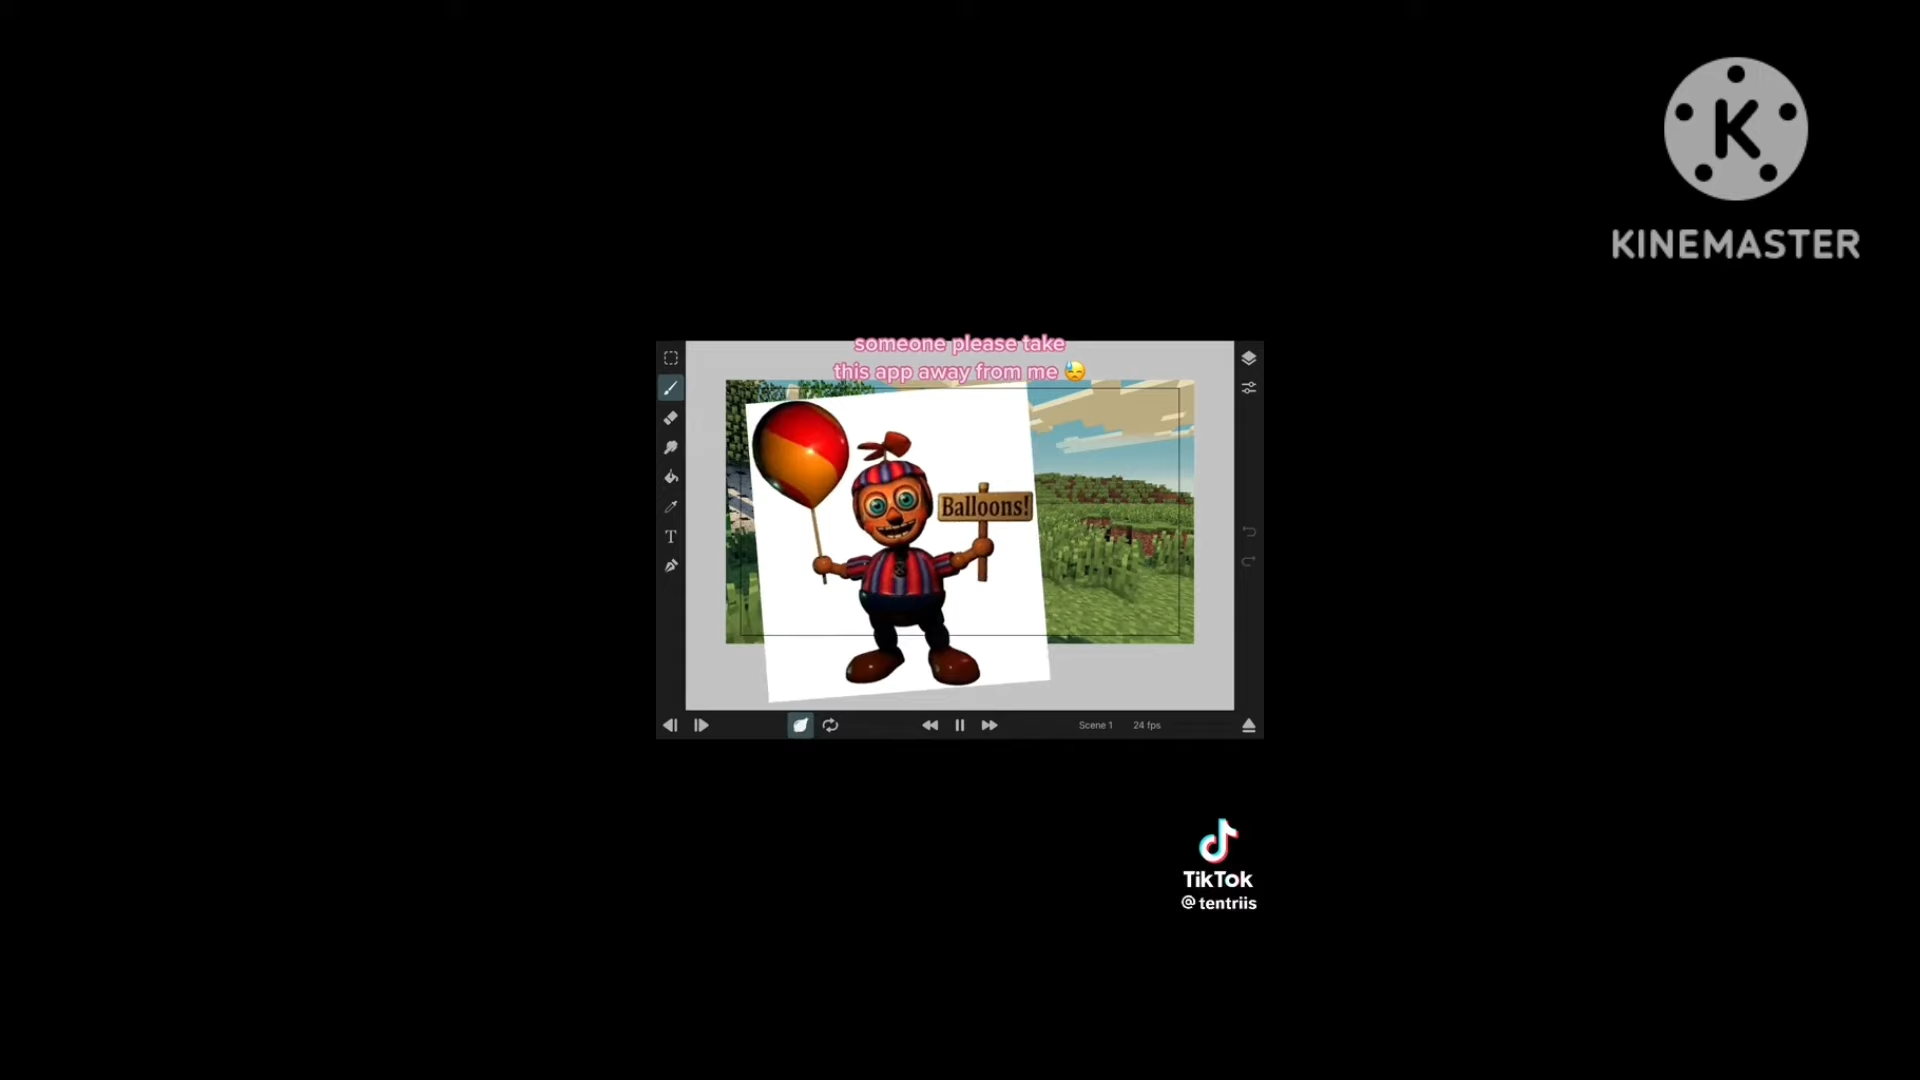 K
KINEMASTER
someone please take
this app away from me 😓
Balloons!
T
Scene 1 24 fps
TikTok
@tentriis